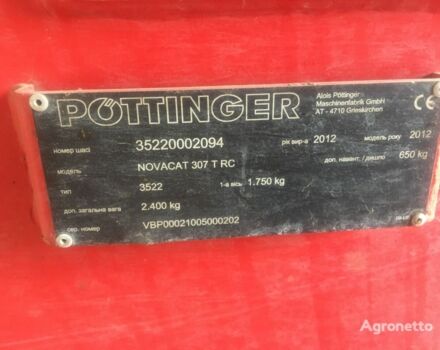 PÖTTINGER
Alois Pöttinger
Maschinenfabrik GmbH
AT - 4710 Grieskirchen
CE
номер шасі 35220002094 рік вир-а 2012 модель року 2012
модель NOVACAT 307 T RC доп. навант. / дишло 650 kg
тип 3522 1-а вісь 1.750 kg
доп. загальна вага 2.400 kg
сер. номер VBP00021005000202
Agronetto